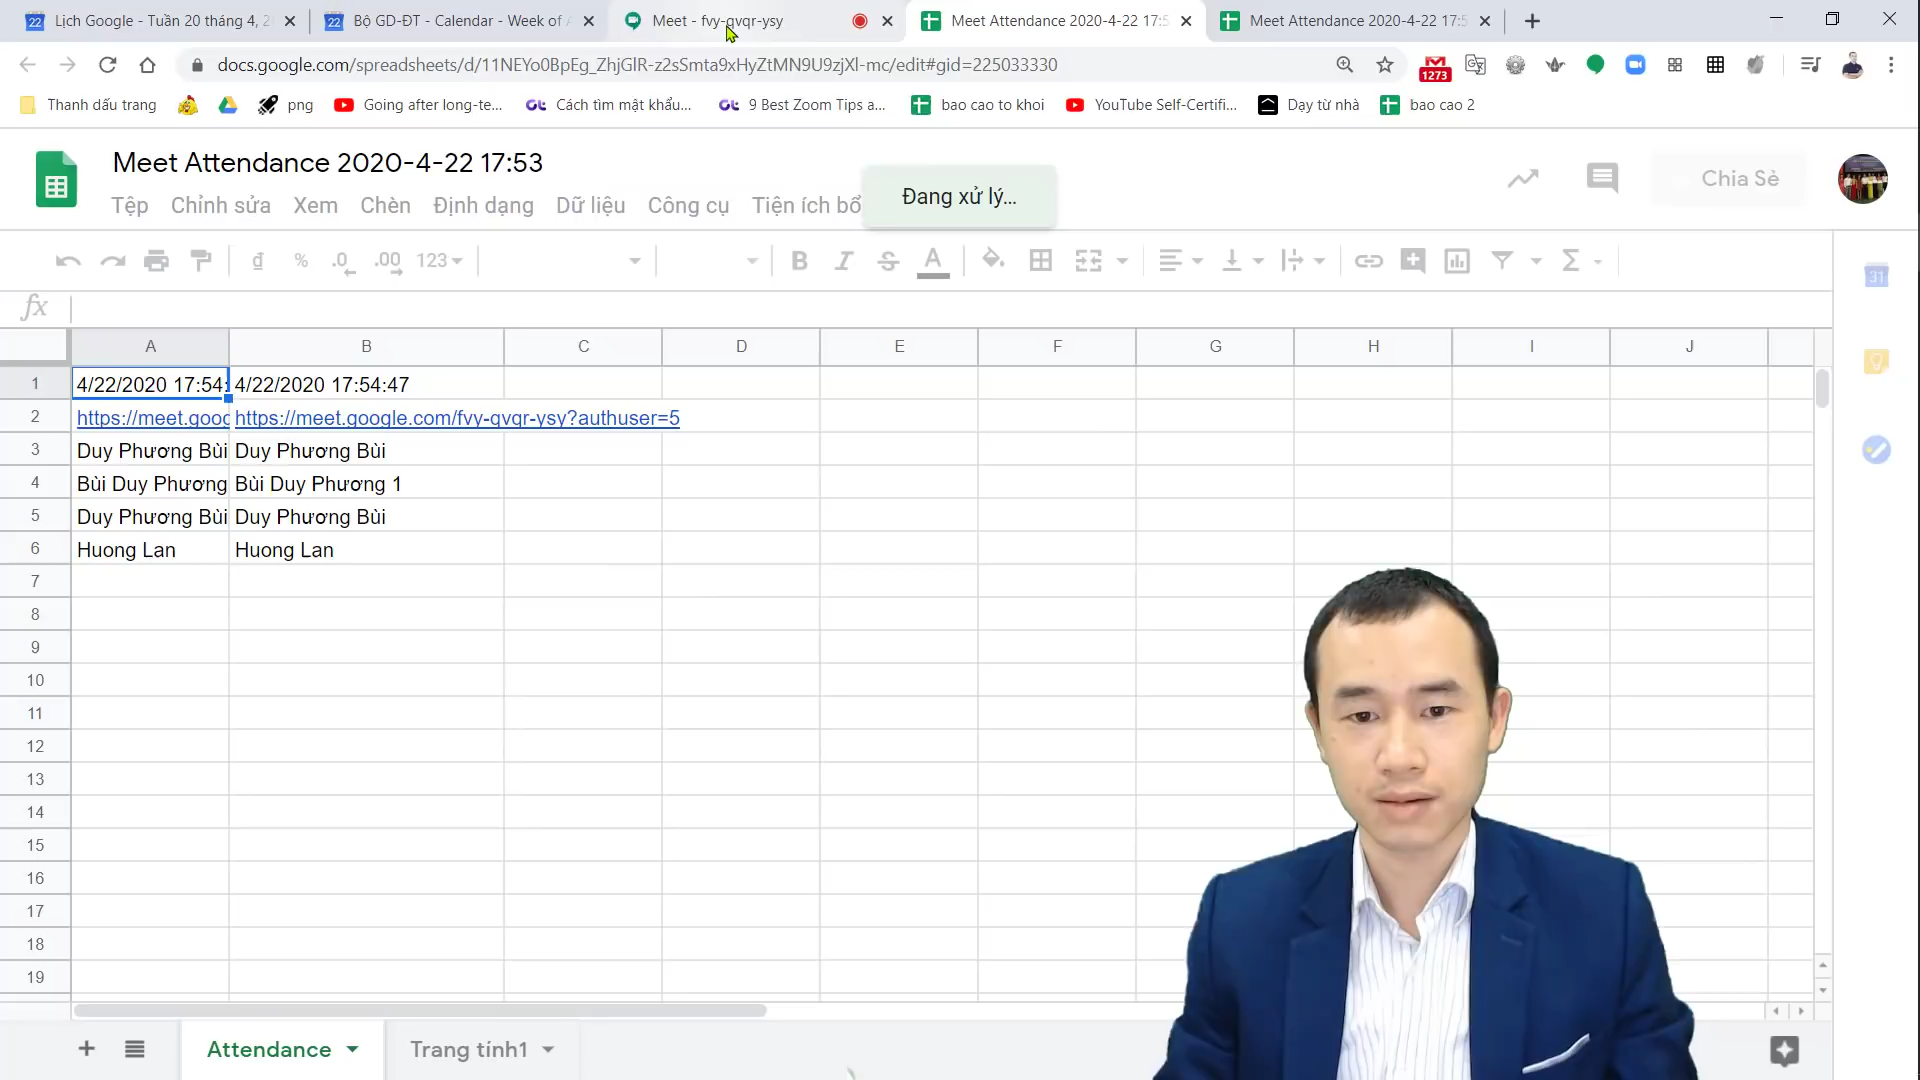 Lịch Google - Tuần 20 tháng 4, 2
Bộ GD-ĐT - Calendar - Week of A
Meet - fvy-qvqr-ysy
Meet Attendance 2020-4-22 17:5
Meet Attendance 2020-4-22 17:5
docs.google.com/spreadsheets/d/11NEYo0BpEg_ZhjGlR-z2sSmta9xHyZtMN9U9zjXl-mc/edit#gid=225033330
1273
Thanh dấu trang
png
Going after long-te...
Cách tìm mật khẩu...
9 Best Zoom Tips a...
bao cao to khoi
YouTube Self-Certifi...
Dạy từ nhà
bao cao 2
Meet Attendance 2020-4-22 17:53
Đang xử lý...
Chia Sẻ
Tệp Chỉnh sửa Xem Chèn Định dạng Dữ liệu Công cụ Tiện ích bổ
đ % .0 .00 123 B I S A Σ
31
fx
A B C D E F G H I J
1 4/22/2020 17:54: 4/22/2020 17:54:47
2 https://meet.goog https://meet.google.com/fvy-qvqr-ysy?authuser=5
3 Duy Phương Bùi Duy Phương Bùi
4 Bùi Duy Phương Bùi Duy Phương 1
5 Duy Phương Bùi Duy Phương Bùi
6 Huong Lan Huong Lan
7
8
9
10
11
12
13
14
15
16
17
18
19
Attendance
Trang tính1